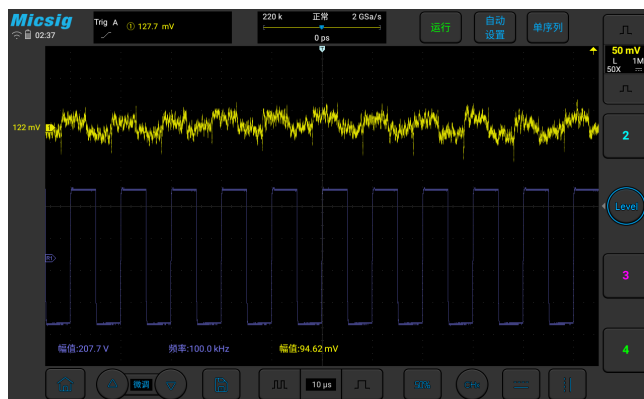 Micsig
02:37
Trig A ① 127.7 mV
220 k 正常 2 GSa/s
0 ps
运行
自动
设置
单序列
50 mV
L 1M
50X
122 mV
2
Level
3
4
R1
幅值:207.7 V 频率:100.0 kHz 幅值:94.62 mV
微调
10 μs